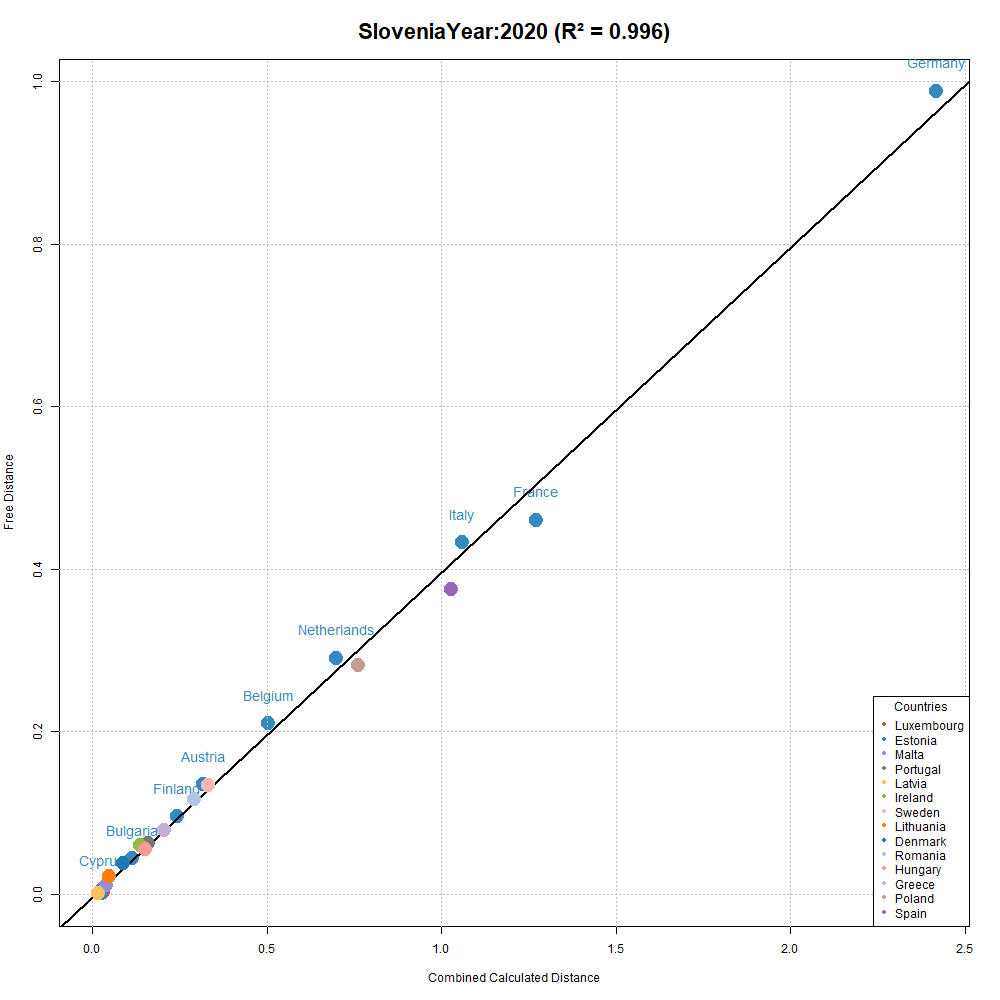 SloveniaYear:2020 (R² = 0.996)
Germany
1.0
0.8
0.6
France
Italy
Free Distance
0.4
Netherlands
Belgium
0.2
Austria
Finland
Bulgaria
Cypru
0.0
Countries
Luxembourg
Estonia
Malta
Portugal
Latvia
Ireland
Sweden
Lithuania
Denmark
Romania
Hungary
Greece
Poland
Spain
0.0 0.5 1.0 1.5 2.0 2.5
Combined Calculated Distance